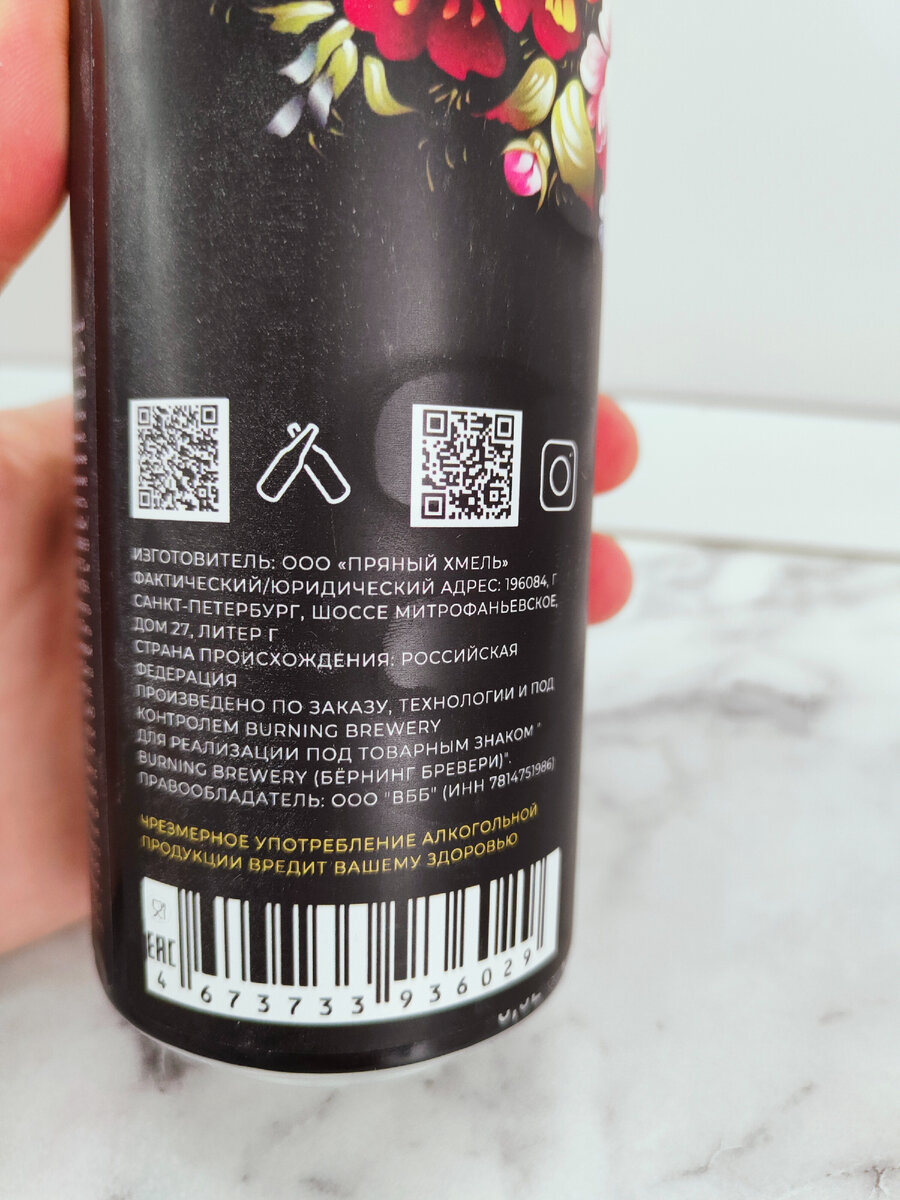 ИЗГОТОВИТЕЛЬ: ООО «ПРЯНЫЙ ХМЕЛЬ»
ФАКТИЧЕСКИЙ/ЮРИДИЧЕСКИЙ АДРЕС: 196084, Г
САНКТ-ПЕТЕРБУРГ, ШОССЕ МИТРОФАНЬЕВСКОЕ,
ДОМ 27, ЛИТЕР Г
СТРАНА ПРОИСХОЖДЕНИЯ: РОССИЙСКАЯ
ФЕДЕРАЦИЯ
ПРОИЗВЕДЕНО ПО ЗАКАЗУ, ТЕХНОЛОГИИ И ПОД
КОНТРОЛЕМ BURNING BREWERY
ДЛЯ РЕАЛИЗАЦИИ ПОД ТОВАРНЫМ ЗНАКОМ "
BURNING BREWERY (БЁРНИНГ БРЕВЕРИ)".
ПРАВООБЛАДАТЕЛЬ: ООО "ВББ" (ИНН 7814751986)
ЧРЕЗМЕРНОЕ УПОТРЕБЛЕНИЕ АЛКОГОЛЬНОЙ
ПРОДУКЦИИ ВРЕДИТ ВАШЕМУ ЗДОРОВЬЮ
EAC
4 673733 936029